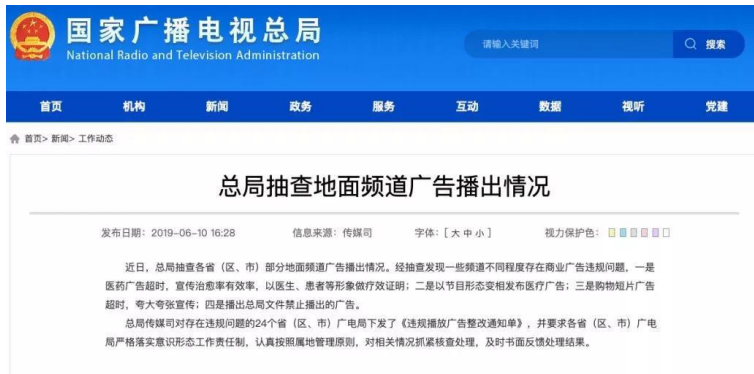 国家广播电视总局
National Radio and Television Administration
请输入关键词
搜索
首页 机构 新闻 政务 服务 互动 数据 视听 党建
首页> 新闻> 工作动态
总局抽查地面频道广告播出情况
发布日期：2019-06-10 16:28 信息来源：传媒司 字体：[ 大 中 小 ] 视力保护色：
近日，总局抽查各省（区、市）部分地面频道广告播出情况。经抽查发现一些频道不同程度存在商业广告违规问题，一是
医药广告超时，宣传治愈率有效率，以医生、患者等形象做疗效证明；二是以节目形态变相发布医疗广告；三是购物短片广告
超时，夸大夸张宣传；四是播出总局文件禁止播出的广告。
总局传媒司对存在违规问题的24个省（区、市）广电局下发了《违规播放广告整改通知单》，并要求各省（区、市）广电
局严格落实意识形态工作责任制，认真按照属地管理原则，对相关情况抓紧核查处理，及时书面反馈处理结果。